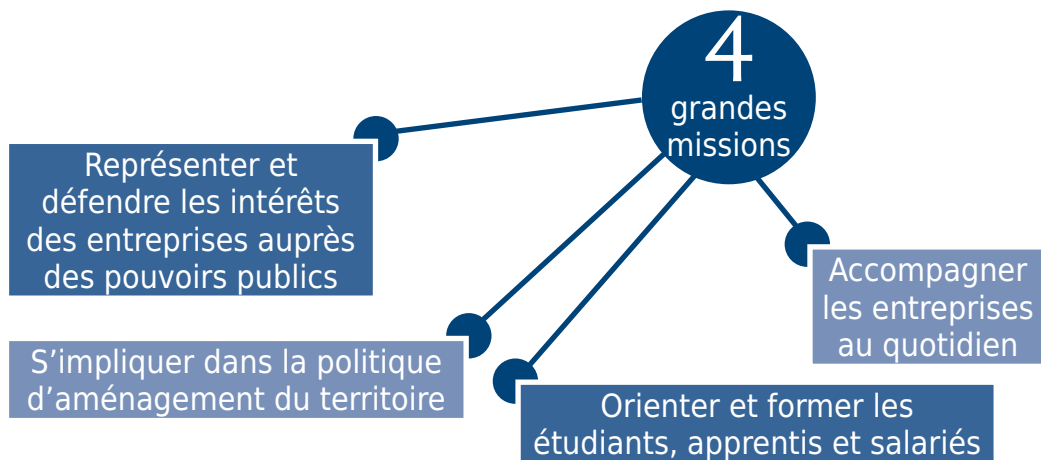 4
grandes
missions
Représenter et
défendre les intérêts
des entreprises auprès
des pouvoirs publics
S’impliquer dans la politique
d’aménagement du territoire
Orienter et former les
étudiants, apprentis et salariés
Accompagner
les entreprises
au quotidien